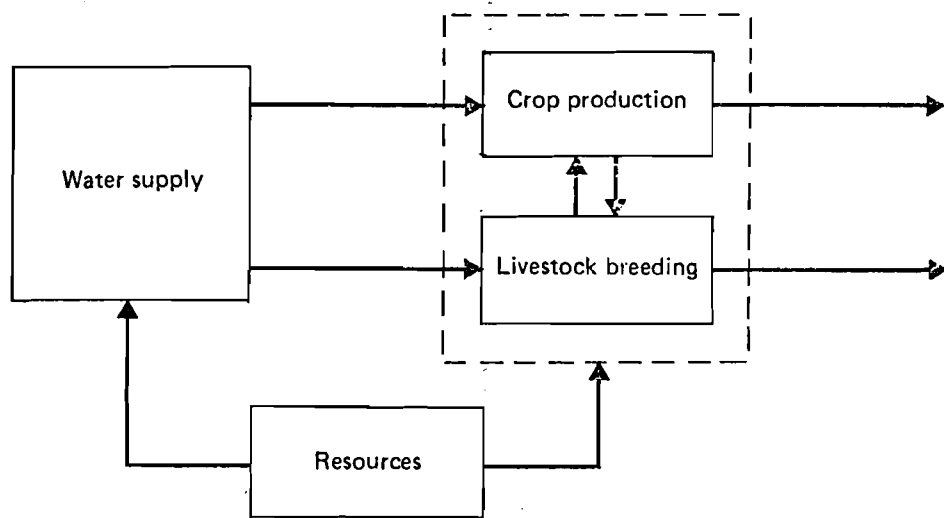 Crop production
Water supply
Livestock breeding
Resources